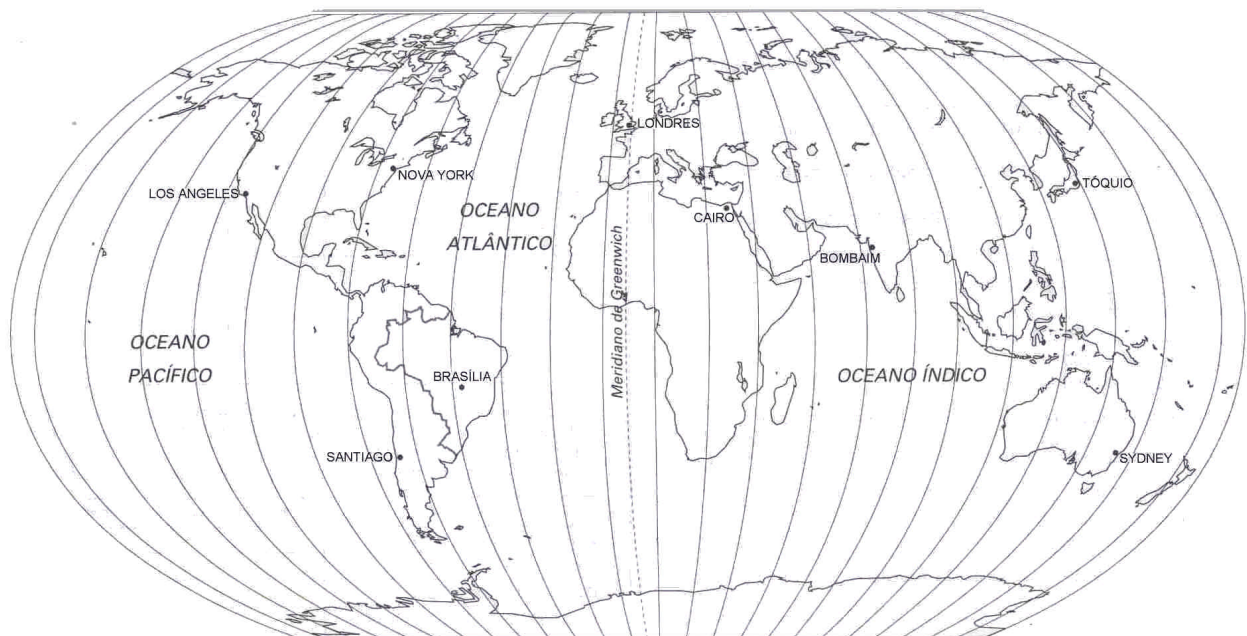 LONDRES
NOVA YORK
LOS ANGELES
TÓQUIO
OCEANO
ATLÂNTICO
CAIRO
BOMBAIM
Meridiano de Greenwich
OCEANO
PACÍFICO
BRASÍLIA
OCEANO ÍNDICO
SANTIAGO
SYDNEY